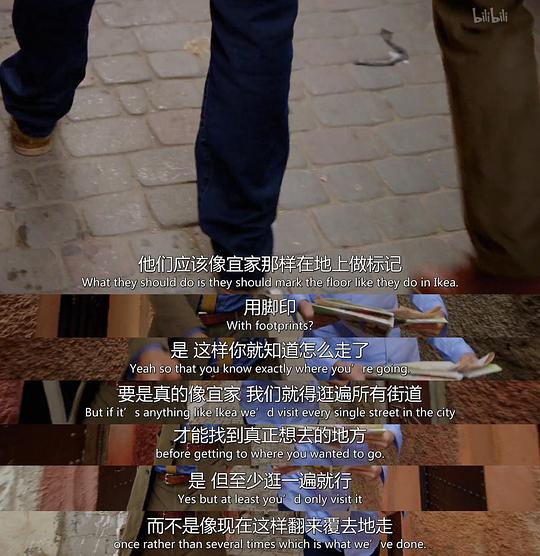 bilibili
他们应该像宜家那样在地上做标记
What they should do is they should mark the floor like they do in Ikea.
用脚印
With footprints?
是 这样你就知道怎么走了
Yeah so that you know exactly where you're going.
要是真的像宜家 我们就得逛遍所有街道
But if it's anything like Ikea we'd visit every single street in the city
才能找到真正想去的地方
before getting to where you wanted to go.
是 但至少逛一遍就行
Yes but at least you'd only visit it
而不是像现在这样翻来覆去地走
once rather than several times which is what we've done.